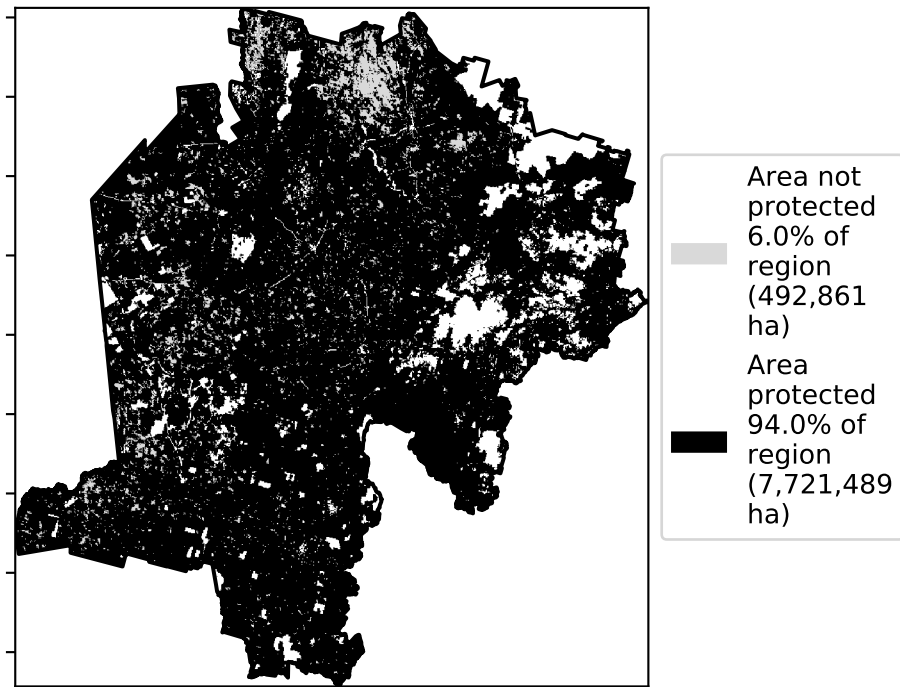 Area not
protected
6.0% of
region
(492,861
ha)
Area
protected
94.0% of
region
(7,721,489
ha)